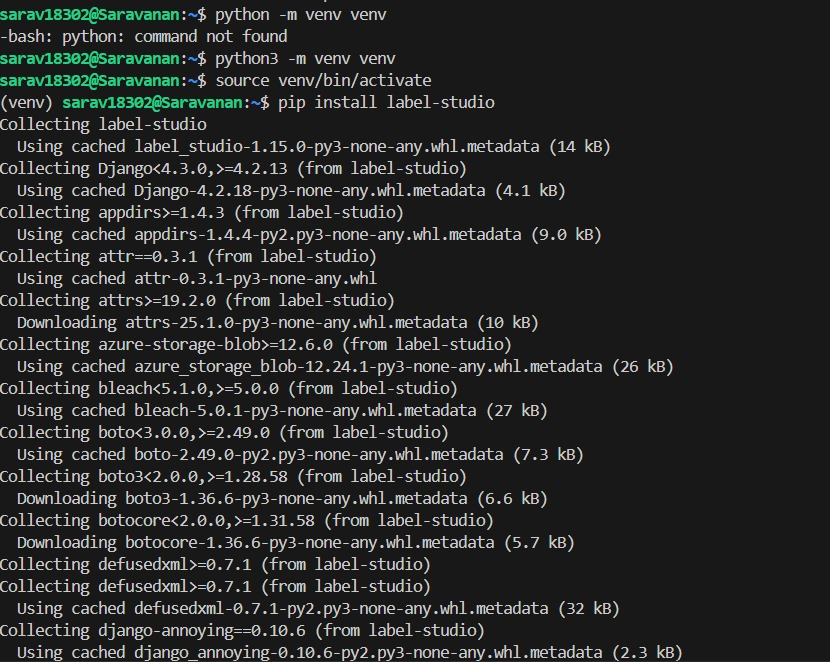 sarav18302@Saravanan:~$ python -m venv venv
-bash: python: command not found
sarav18302@Saravanan:~$ python3 -m venv venv
sarav18302@Saravanan:~$ source venv/bin/activate
(venv) sarav18302@Saravanan:~$ pip install label-studio
Collecting label-studio
  Using cached label_studio-1.15.0-py3-none-any.whl.metadata (14 kB)
Collecting Django<4.3.0,>=4.2.13 (from label-studio)
  Using cached Django-4.2.18-py3-none-any.whl.metadata (4.1 kB)
Collecting appdirs>=1.4.3 (from label-studio)
  Using cached appdirs-1.4.4-py2.py3-none-any.whl.metadata (9.0 kB)
Collecting attr==0.3.1 (from label-studio)
  Using cached attr-0.3.1-py3-none-any.whl
Collecting attrs>=19.2.0 (from label-studio)
  Downloading attrs-25.1.0-py3-none-any.whl.metadata (10 kB)
Collecting azure-storage-blob>=12.6.0 (from label-studio)
  Using cached azure_storage_blob-12.24.1-py3-none-any.whl.metadata (26 kB)
Collecting bleach<5.1.0,>=5.0.0 (from label-studio)
  Using cached bleach-5.0.1-py3-none-any.whl.metadata (27 kB)
Collecting boto<3.0.0,>=2.49.0 (from label-studio)
  Using cached boto-2.49.0-py2.py3-none-any.whl.metadata (7.3 kB)
Collecting boto3<2.0.0,>=1.28.58 (from label-studio)
  Downloading boto3-1.36.6-py3-none-any.whl.metadata (6.6 kB)
Collecting botocore<2.0.0,>=1.31.58 (from label-studio)
  Downloading botocore-1.36.6-py3-none-any.whl.metadata (5.7 kB)
Collecting defusedxml>=0.7.1 (from label-studio)
Collecting defusedxml>=0.7.1 (from label-studio)
  Using cached defusedxml-0.7.1-py2.py3-none-any.whl.metadata (32 kB)
Collecting django-annoying==0.10.6 (from label-studio)
  Using cached django_annoying-0.10.6-py2.py3-none-any.whl.metadata (2.3 kB)